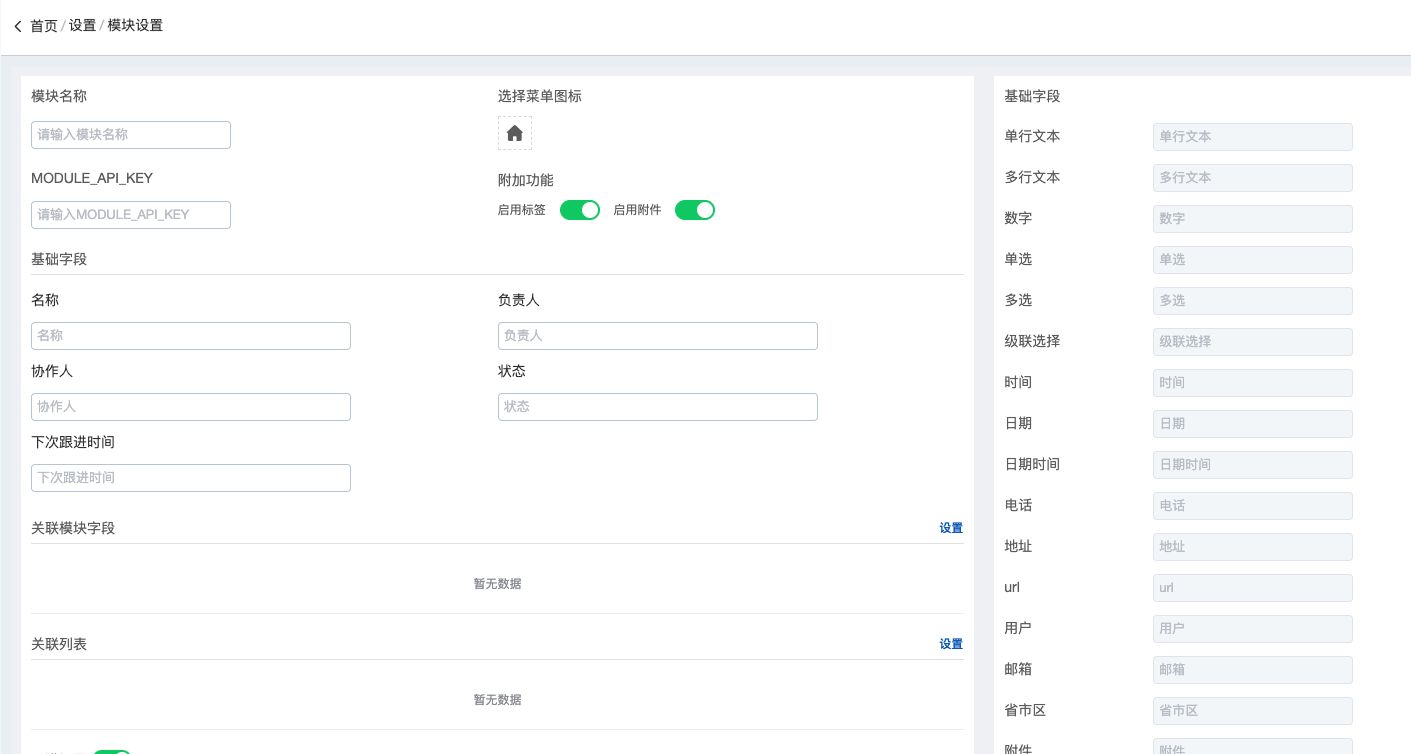 首页 / 设置 / 模块设置
模块名称
请输入模块名称
选择菜单图标
MODULE_API_KEY
请输入MODULE_API_KEY
附加功能
启用标签 启用附件
基础字段
名称
名称
负责人
负责人
协作人
协作人
状态
状态
下次跟进时间
下次跟进时间
关联模块字段 设置
暂无数据
关联列表 设置
暂无数据
基础字段
单行文本 单行文本
多行文本 多行文本
数字 数字
单选 单选
多选 多选
级联选择 级联选择
时间 时间
日期 日期
日期时间 日期时间
电话 电话
地址 地址
url url
用户 用户
邮箱 邮箱
省市区 省市区
附件 附件